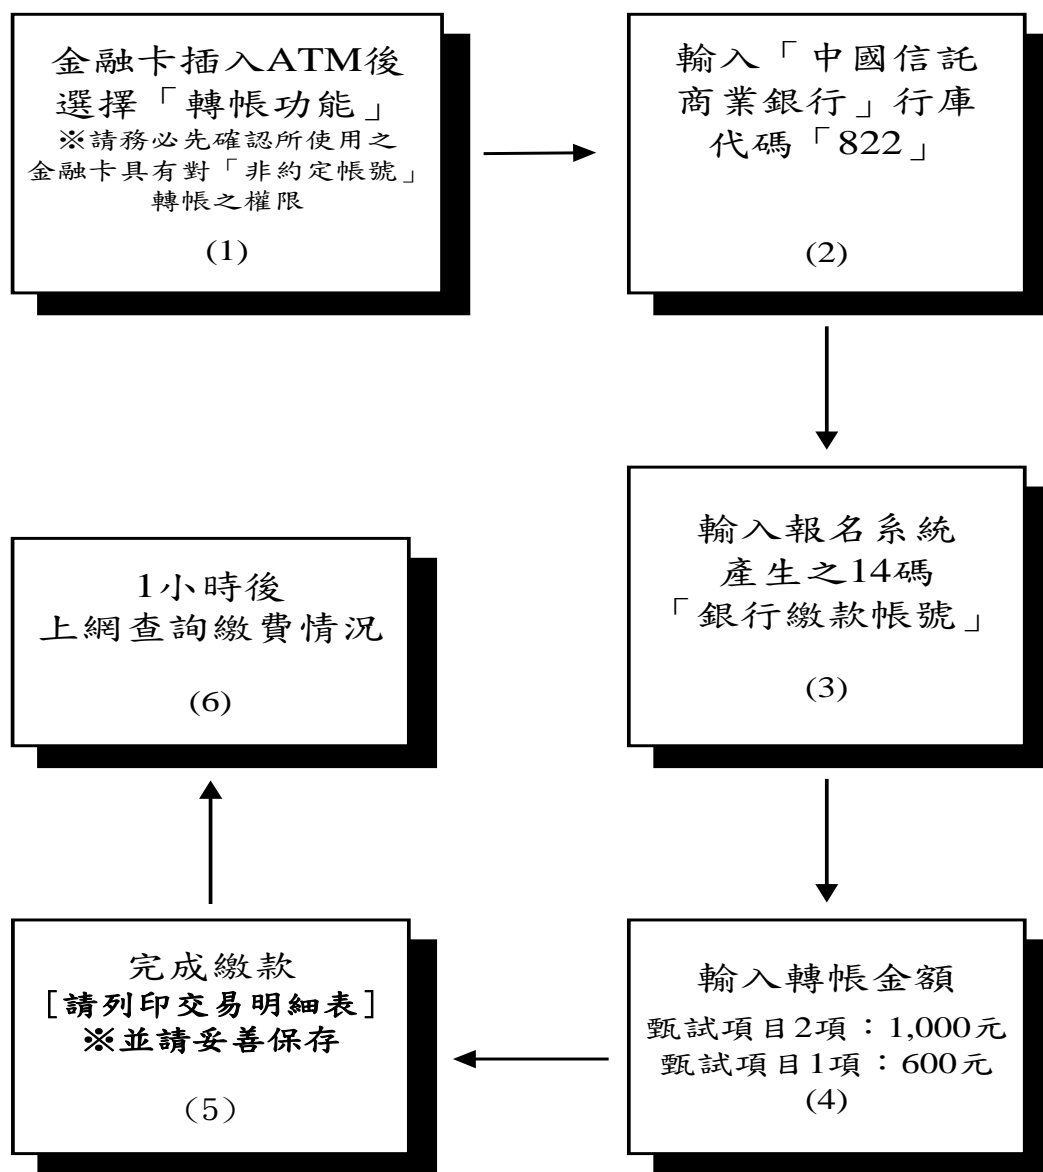 金融卡插入ATM後
選擇「轉帳功能」
※請務必先確認所使用之
金融卡具有對「非約定帳號」
轉帳之權限
(1)
輸入「中國信託
商業銀行」行庫
代碼「822」
(2)
輸入報名系統
產生之14碼
「銀行繳款帳號」
(3)
輸入轉帳金額
甄試項目2項：1,000元
甄試項目1項：600元
(4)
完成繳款
[請列印交易明細表]
※並請妥善保存
(5)
1小時後
上網查詢繳費情況
(6)